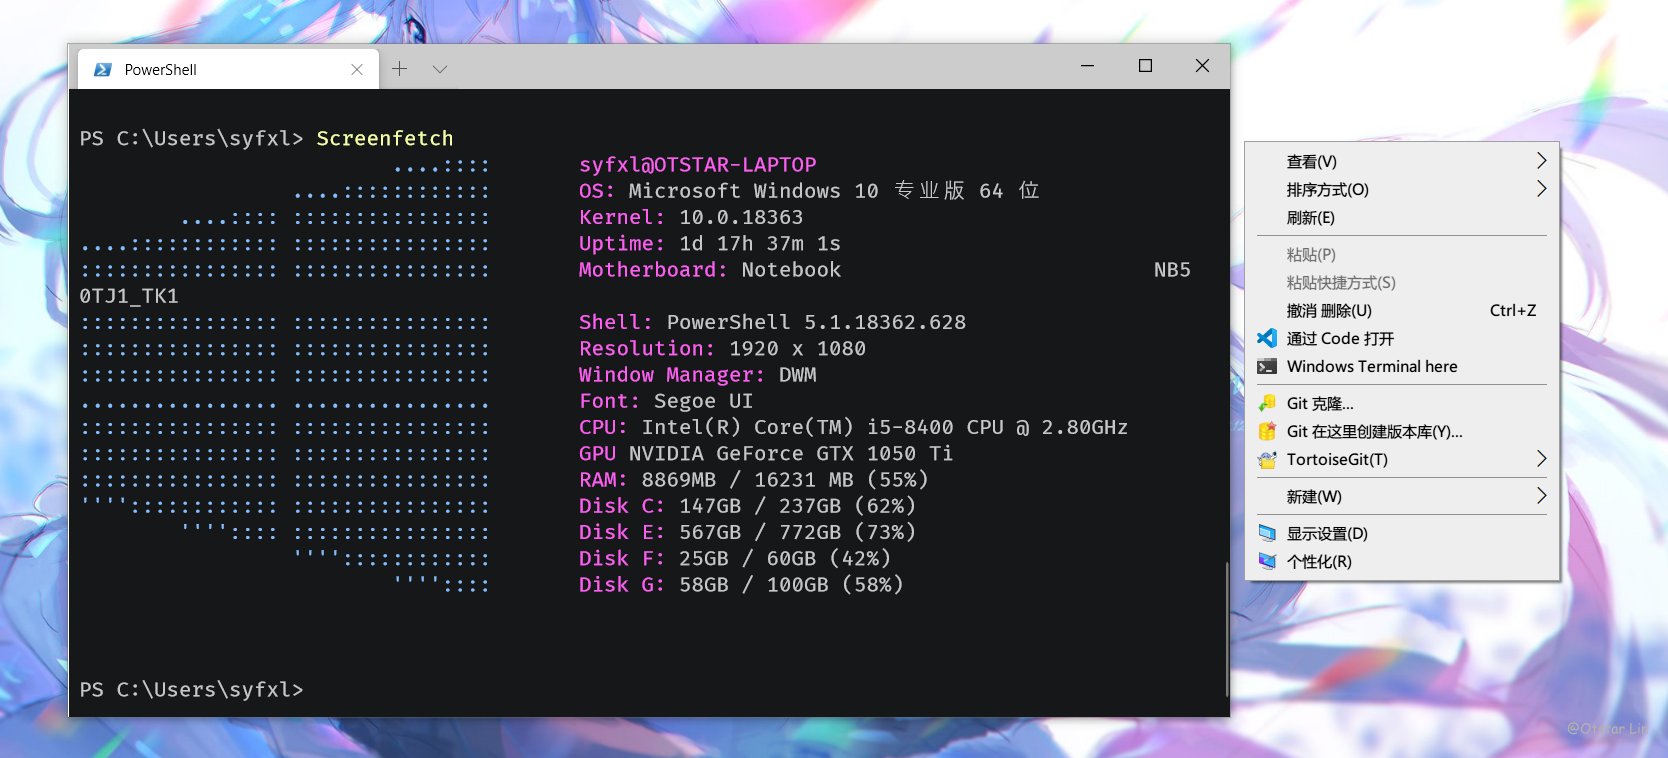 PowerShell
PS C:\Users\syfxl> Screenfetch
syfxl@OTSTAR-LAPTOP
OS: Microsoft Windows 10 专业版 64 位
Kernel: 10.0.18363
Uptime: 1d 17h 37m 1s
Motherboard: Notebook NB5
0TJ1_TK1
Shell: PowerShell 5.1.18362.628
Resolution: 1920 x 1080
Window Manager: DWM
Font: Segoe UI
CPU: Intel(R) Core(TM) i5-8400 CPU @ 2.80GHz
GPU NVIDIA GeForce GTX 1050 Ti
RAM: 8869MB / 16231 MB (55%)
Disk C: 147GB / 237GB (62%)
Disk E: 567GB / 772GB (73%)
Disk F: 25GB / 60GB (42%)
Disk G: 58GB / 100GB (58%)
PS C:\Users\syfxl>
查看(V)
排序方式(O)
刷新(E)
粘贴(P)
粘贴快捷方式(S)
撤消 删除(U) Ctrl+Z
通过 Code 打开
Windows Terminal here
Git 克隆...
Git 在这里创建版本库(Y)...
TortoiseGit(T)
新建(W)
显示设置(D)
个性化(R)
@Otstar Lin